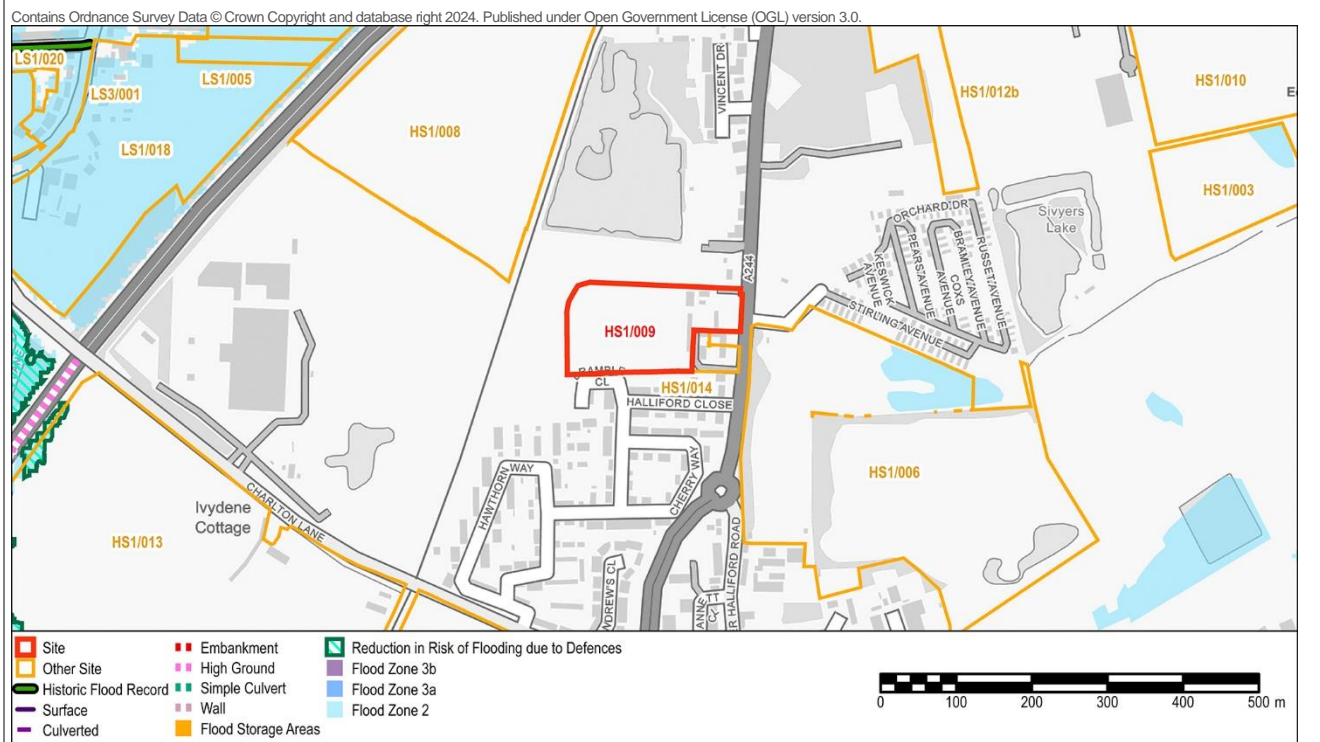 Contains Ordnance Survey Data © Crown Copyright and database right 2024. Published under Open Government License (OGL) version 3.0.
LS1/020
LS3/001
LS1/005
LS1/018
HS1/008
VINCENT DR
HS1/012b
HS1/010
HS1/003
ORCHARD DR
Sivyers
Lake
KESWICK
AVENUE
PEARS AVENUE
COXS
AVENUE
BRAMLEY AVENUE
RUSSET AVENUE
STIRLING AVENUE
A244
HS1/009
HS1/014
CL
HALLIFORD CLOSE
HAWTHORN WAY
CHERRY WAY
HS1/006
Ivydene
Cottage
CHARLTON LANE
HS1/013
NDREW'S CL
R HALLIFORD ROAD
Site
Other Site
Historic Flood Record
Surface
Culverted
Embankment
High Ground
Simple Culvert
Wall
Flood Storage Areas
Reduction in Risk of Flooding due to Defences
Flood Zone 3b
Flood Zone 3a
Flood Zone 2
0 100 200 300 400 500 m